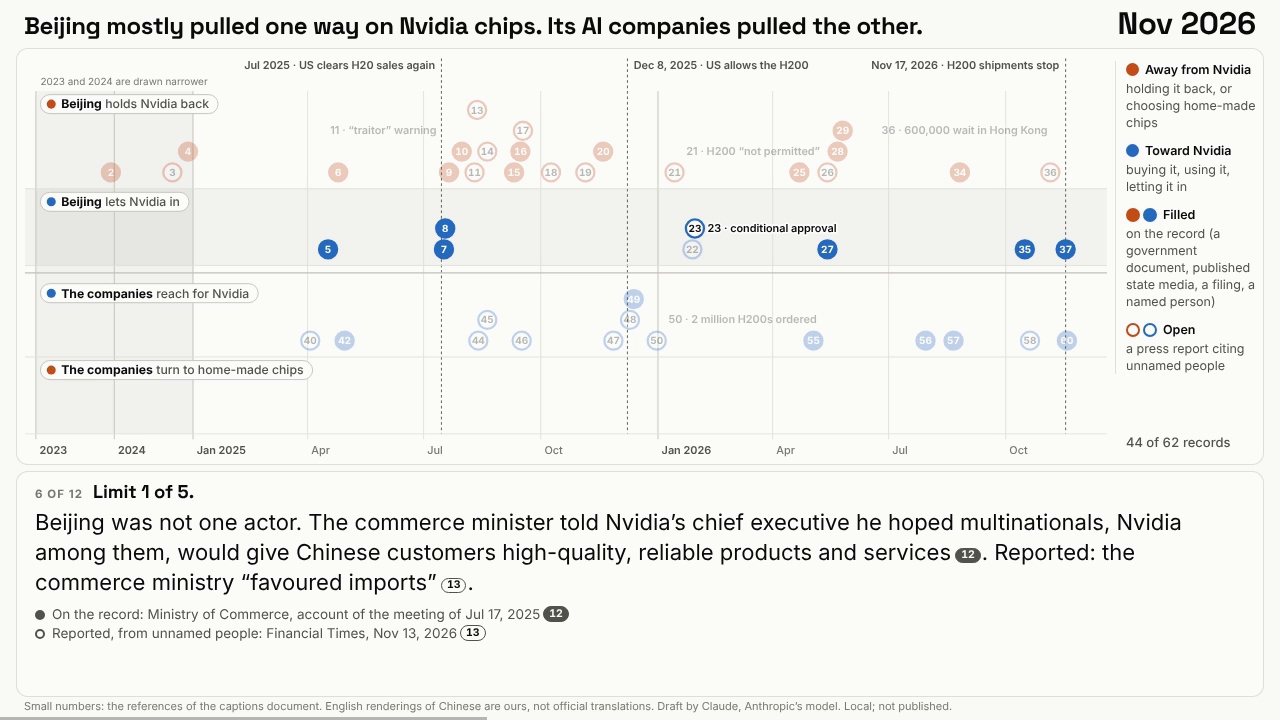 Beijing mostly pulled one way on Nvidia chips. Its AI companies pulled the other.
Nov 2026
Jul 2025 · US clears H20 sales again
Dec 8, 2025 · US allows the H200
Nov 17, 2026 · H200 shipments stop
2023 and 2024 are drawn narrower
Beijing holds Nvidia back
13
11 · “traitor” warning
17
29
36 · 600,000 wait in Hong Kong
4
10
14
16
20
21 · H200 “not permitted”
28
2
3
6
9
11
15
18
19
21
25
26
34
36
Beijing lets Nvidia in
8
23
23 · conditional approval
5
7
22
27
35
37
The companies reach for Nvidia
49
45
48
50 · 2 million H200s ordered
40
42
44
46
47
50
55
56
57
58
60
The companies turn to home-made chips
2023
2024
Jan 2025
Apr
Jul
Oct
Jan 2026
Apr
Jul
Oct
Away from Nvidia
holding it back, or
choosing home-made
chips
Toward Nvidia
buying it, using it,
letting it in
Filled
on the record (a
government
document, published
state media, a filing, a
named person)
Open
a press report citing
unnamed people
44 of 62 records
6 OF 12 Limit 1 of 5.
Beijing was not one actor. The commerce minister told Nvidia’s chief executive he hoped multinationals, Nvidia
among them, would give Chinese customers high-quality, reliable products and services 12. Reported: the
commerce ministry “favoured imports” 13.
On the record: Ministry of Commerce, account of the meeting of Jul 17, 2025 12
Reported, from unnamed people: Financial Times, Nov 13, 2026 13
Small numbers: the references of the captions document. English renderings of Chinese are ours, not official translations. Draft by Claude, Anthropic’s model. Local; not published.